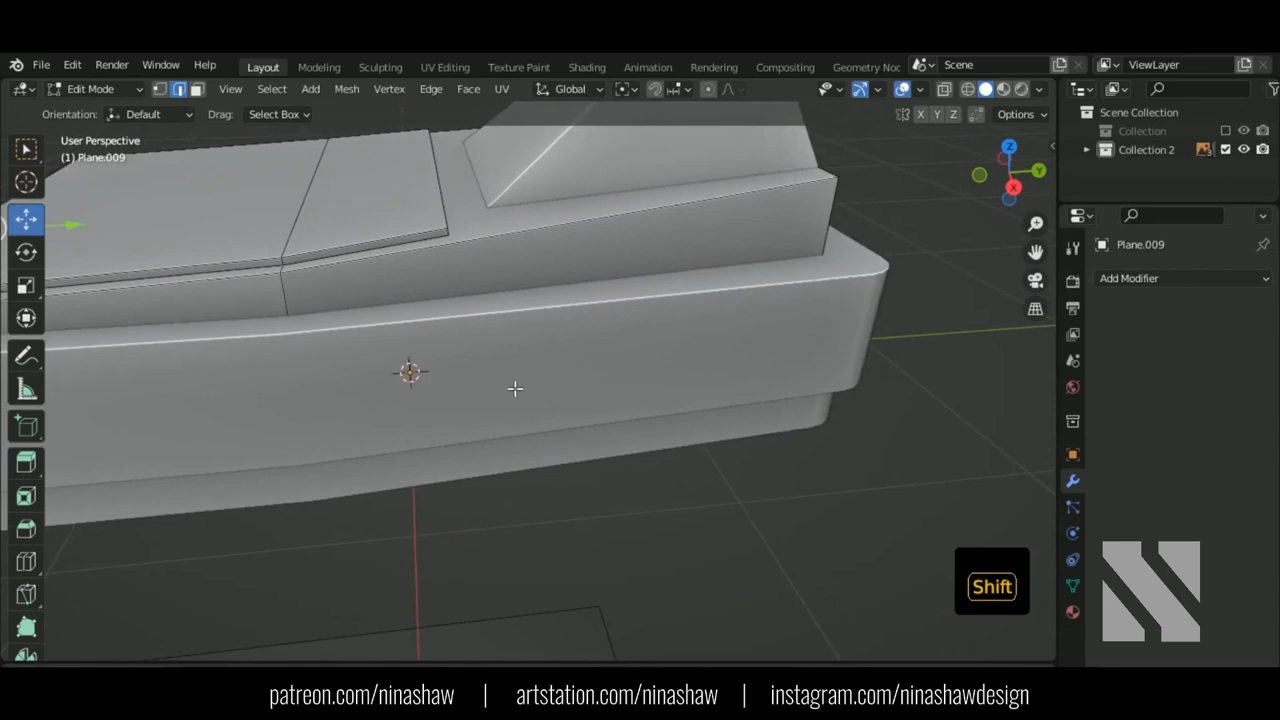 File Edit Render Window Help Layout Modeling Sculpting UV Editing Texture Paint Shading Animation Rendering Compositing Geometry Noc Scene ViewLayer
Edit Mode View Select Add Mesh Vertex Edge Face UV Global
Orientation: Default Drag: Select Box X Y Z Options
User Perspective
(1) Plane.009
Z
Y
X
Scene Collection
Collection
Collection 2
Plane.009
Add Modifier
Shift
patreon.com/ninashaw | artstation.com/ninashaw | instagram.com/ninashawdesign